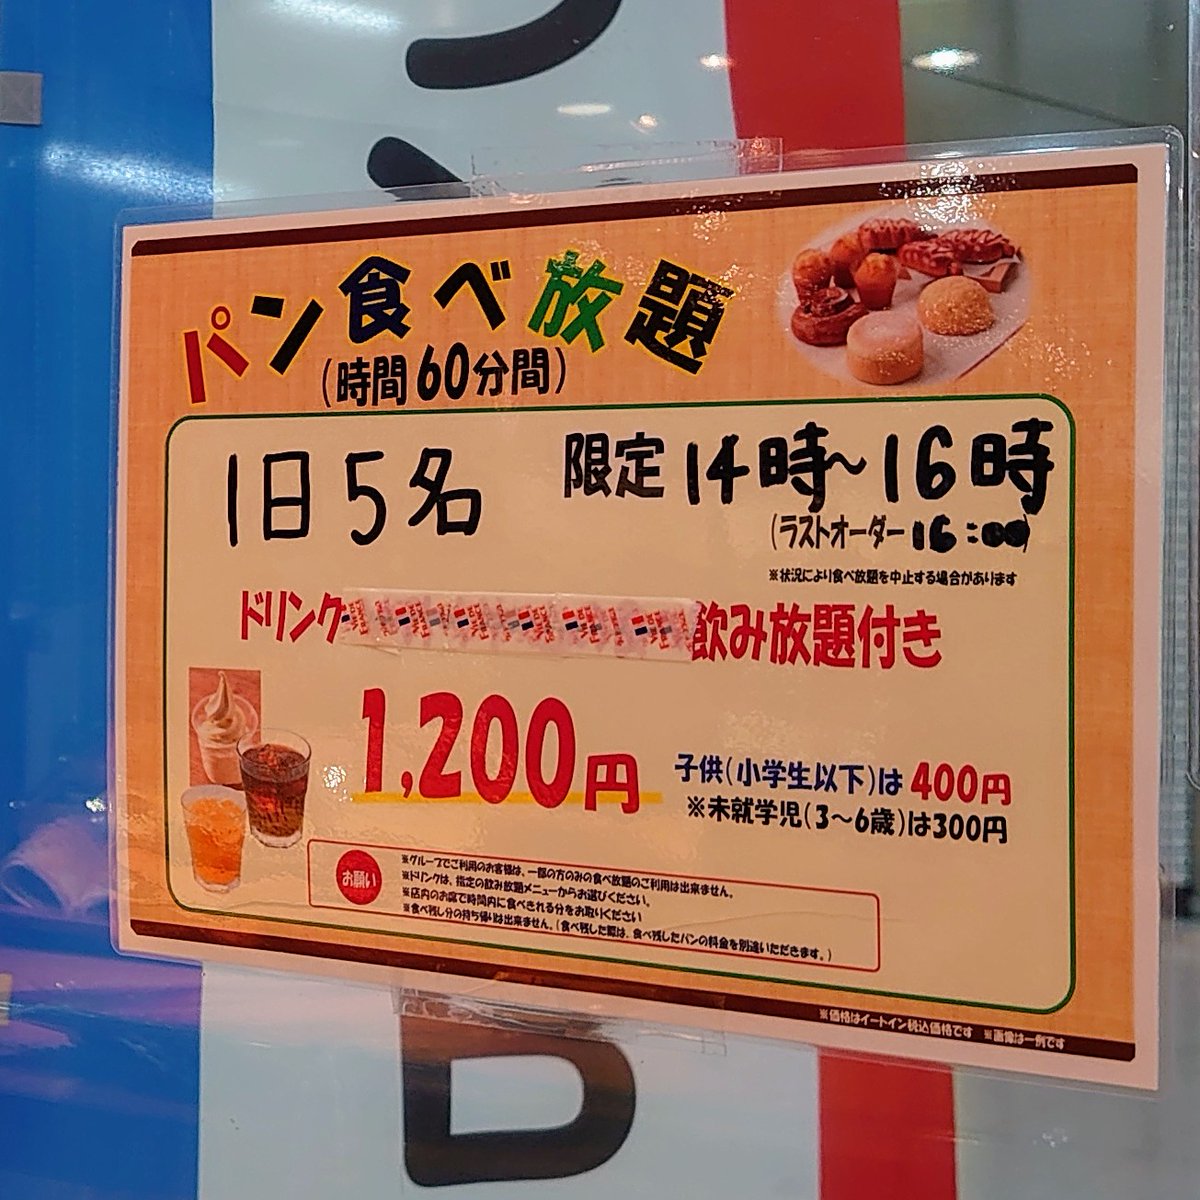 パン食べ放題
(時間60分間)
1日5名
限定14時~16時
(ラストオーダー16:00)
※状況により食べ放題を中止する場合があります
ドリンク 飲み放題付き
1,200円
子供(小学生以下)は 400円
※未就学児(3〜6歳)は300円
お願い
※グループでご利用のお客様は、一部の方のみの食べ放題のご利用は出来ません。
※ドリンクは、指定の飲み放題メニューからお選びください。
※店内のお席で時間内に食べきれる分をお取りください
※食べ残し分の持ち帰りは出来ません。(食べ残した際は、食べ残したパンの料金を別途いただきます。)
※価格はイートイン税込価格です ※画像は一例です